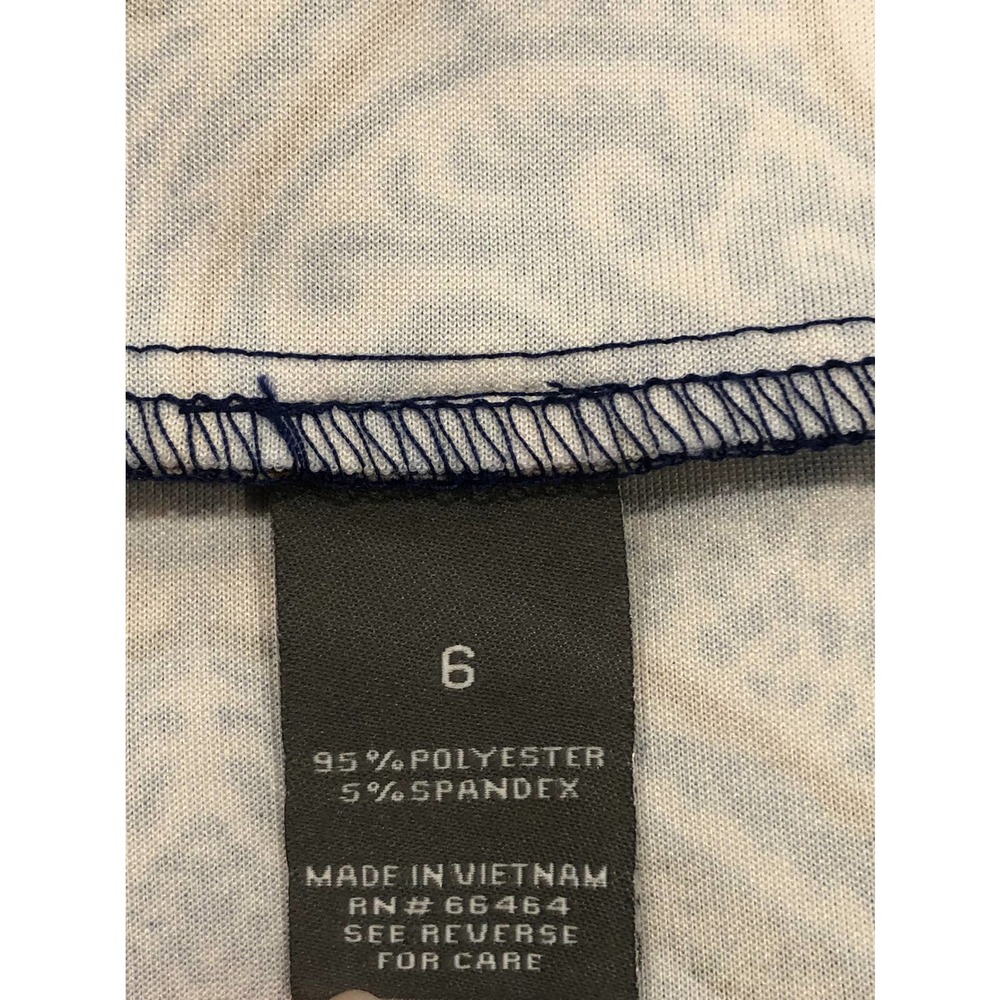 6
95% POLYESTER
5% SPANDEX
MADE IN VIETNAM
RN# 66464
SEE REVERSE
FOR CARE